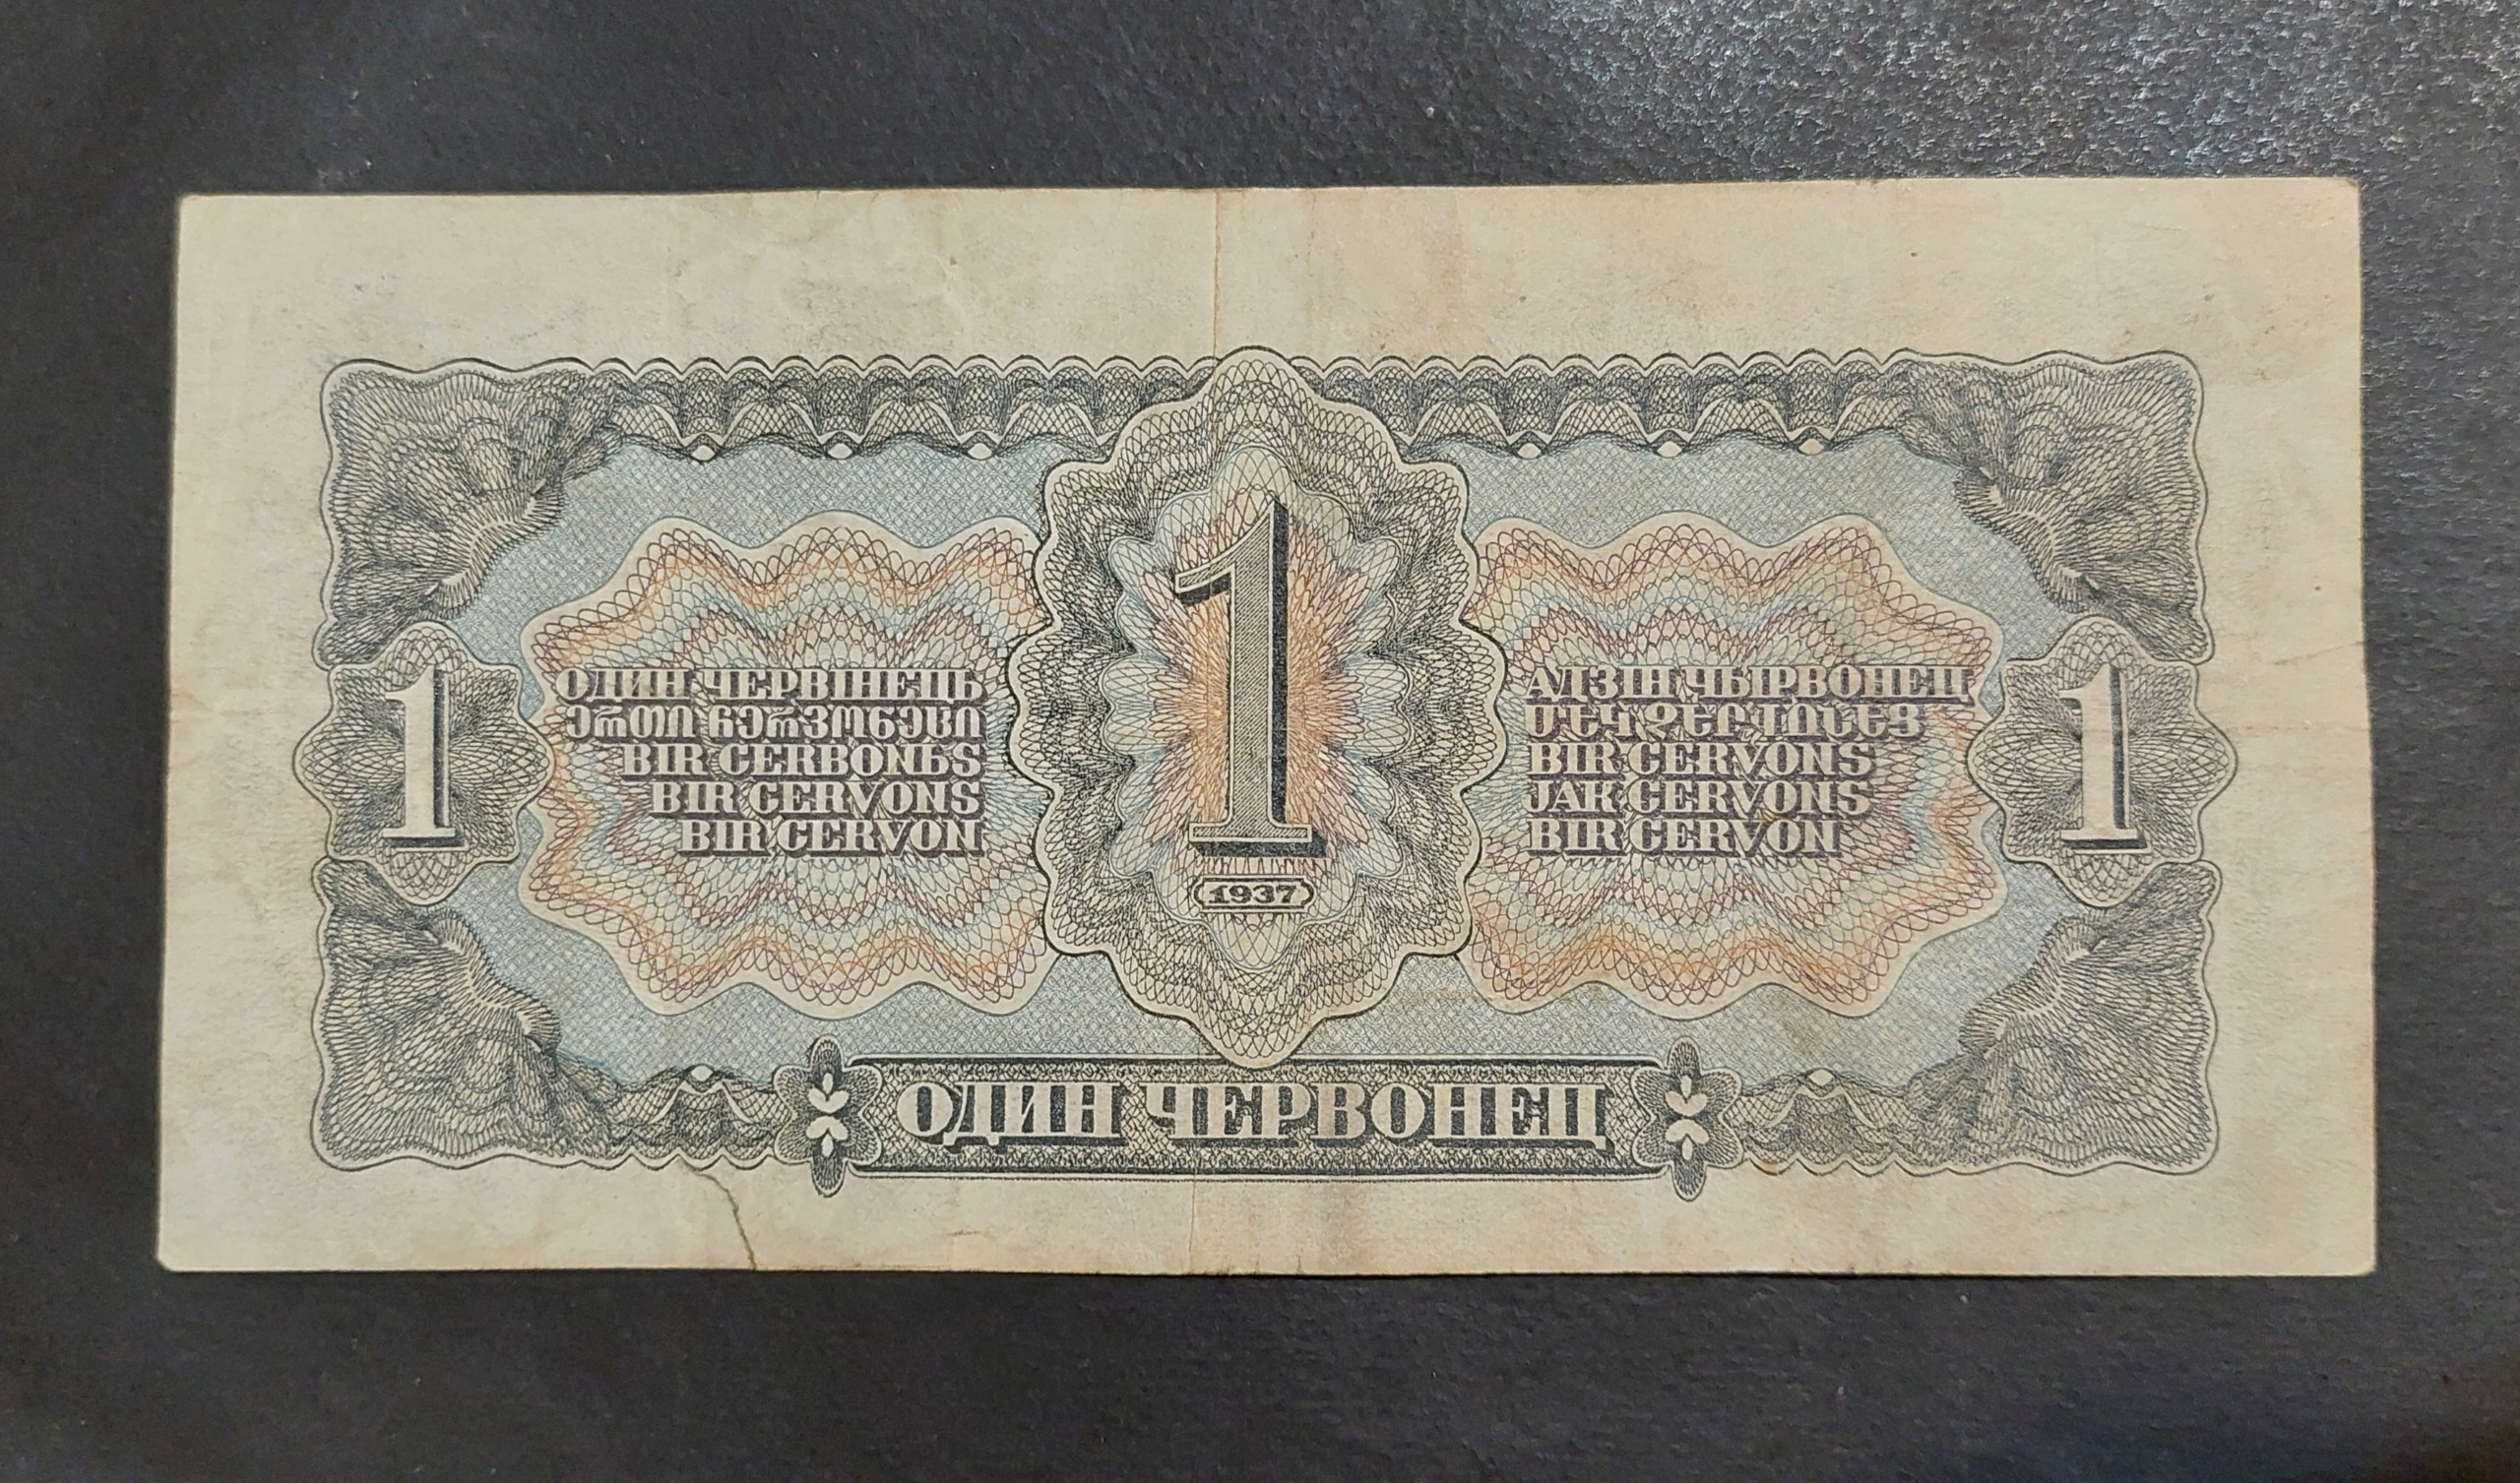 1
ОДИН ЧЕРВІНЕЦЬ
ᲔᲠᲗᲘ ᲩᲔᲠᲕᲝᲜᲔᲪᲘ
BIR CERBONЬS
BIR CERVONS
BIR CERVON
1
1937
АДЗІН ЧЫРВОНЕЦ
ՄԵԿ ՉԵՐՎՈՆԵՑ
BIR CERVONS
JAK CERVONS
BIR CERVON
1
ОДИН ЧЕРВОНЕЦ